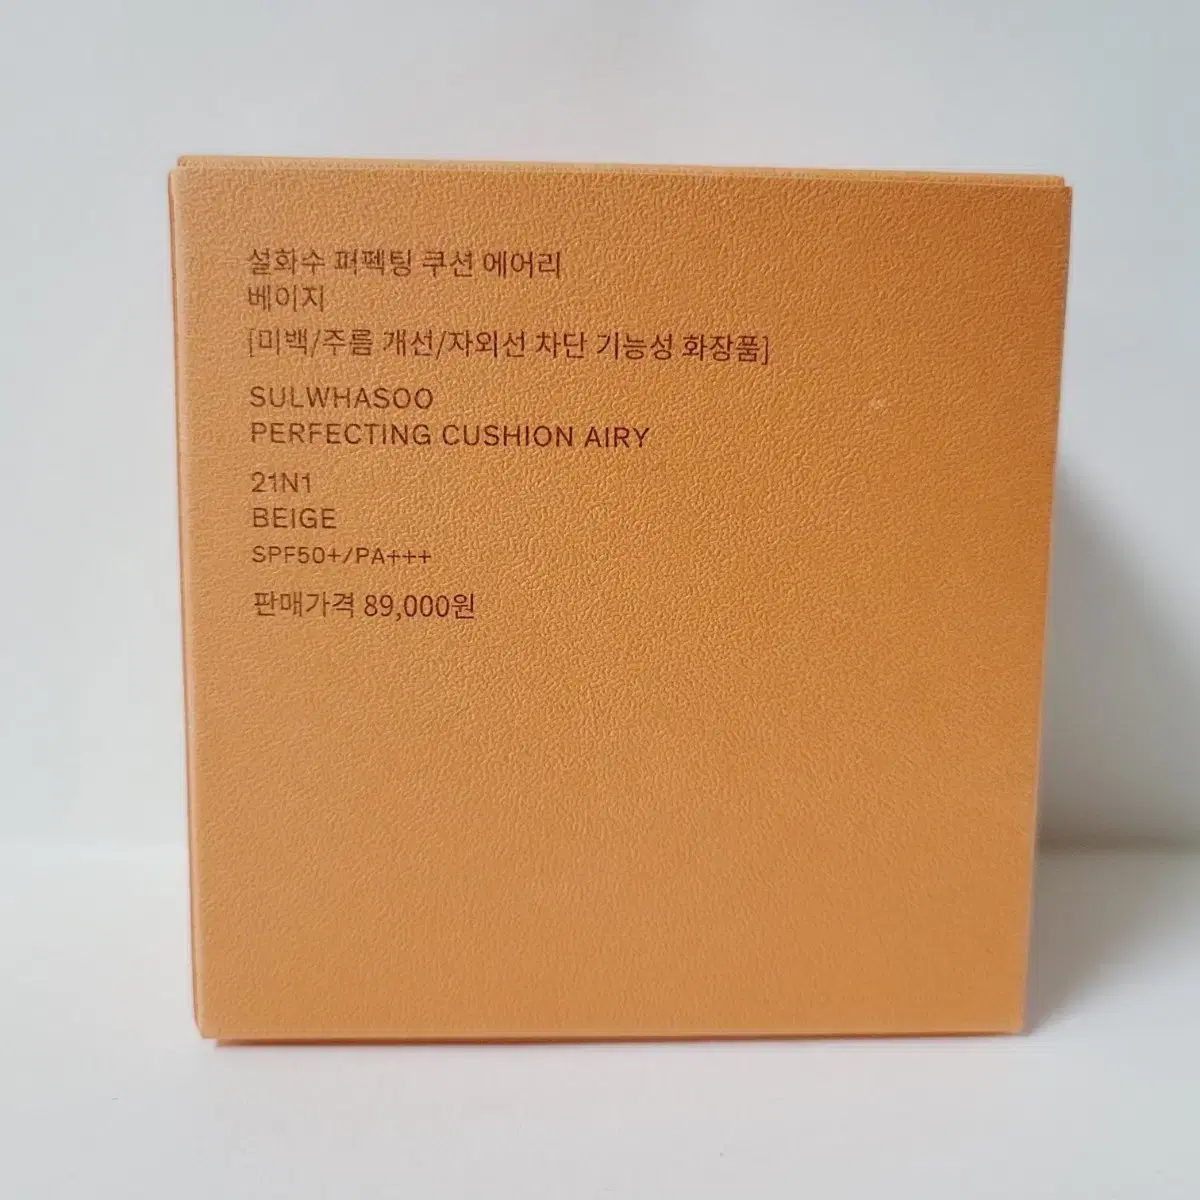 설화수 퍼펙팅 쿠션 에어리
베이지
[미백/주름 개선/자외선 차단 기능성 화장품]
SULWHASOO
PERFECTING CUSHION AIRY
21N1
BEIGE
SPF50+/PA+++
판매가격 89,000원